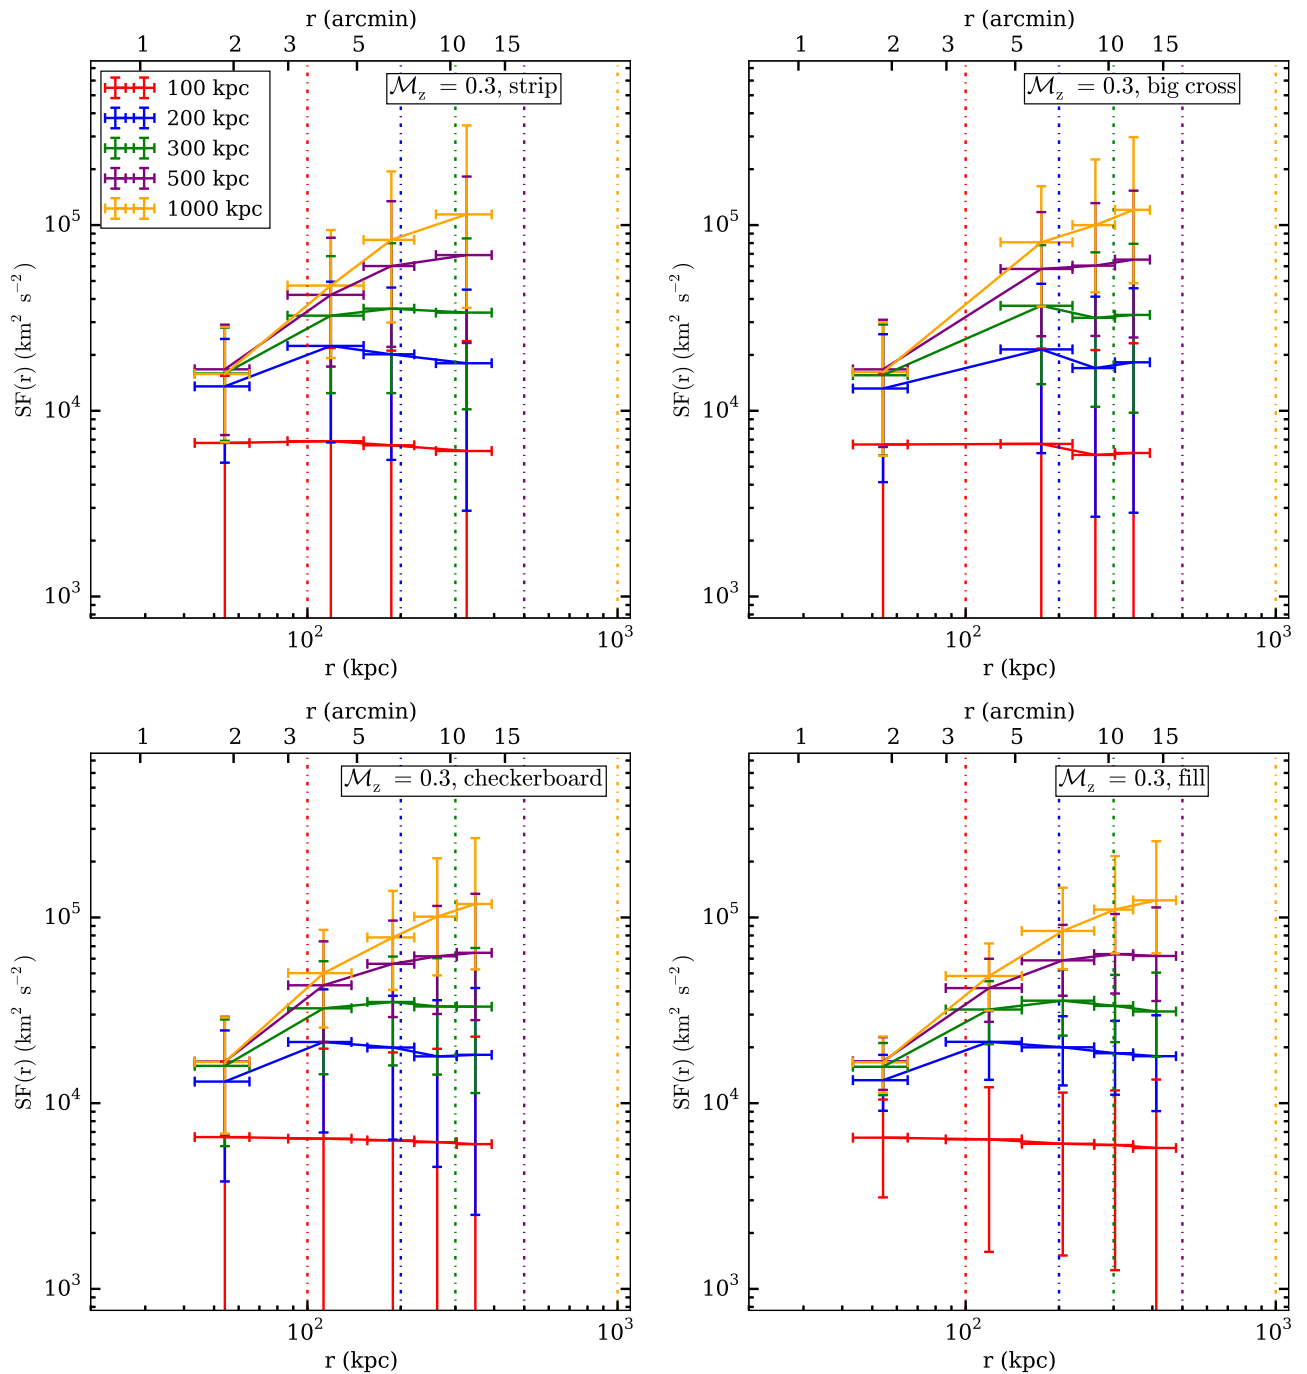 r (arcmin)
1 2 3 5 10 15
100 kpc
200 kpc
300 kpc
500 kpc
1000 kpc
ℳ_z = 0.3, strip
10^5
10^4
10^3
SF(r) (km^2 s^−2)
10^2 10^3
r (kpc)
r (arcmin)
1 2 3 5 10 15
ℳ_z = 0.3, big cross
10^5
10^4
10^3
SF(r) (km^2 s^−2)
10^2 10^3
r (kpc)
r (arcmin)
1 2 3 5 10 15
ℳ_z = 0.3, checkerboard
10^5
10^4
10^3
SF(r) (km^2 s^−2)
10^2 10^3
r (kpc)
r (arcmin)
1 2 3 5 10 15
ℳ_z = 0.3, fill
10^5
10^4
10^3
SF(r) (km^2 s^−2)
10^2 10^3
r (kpc)